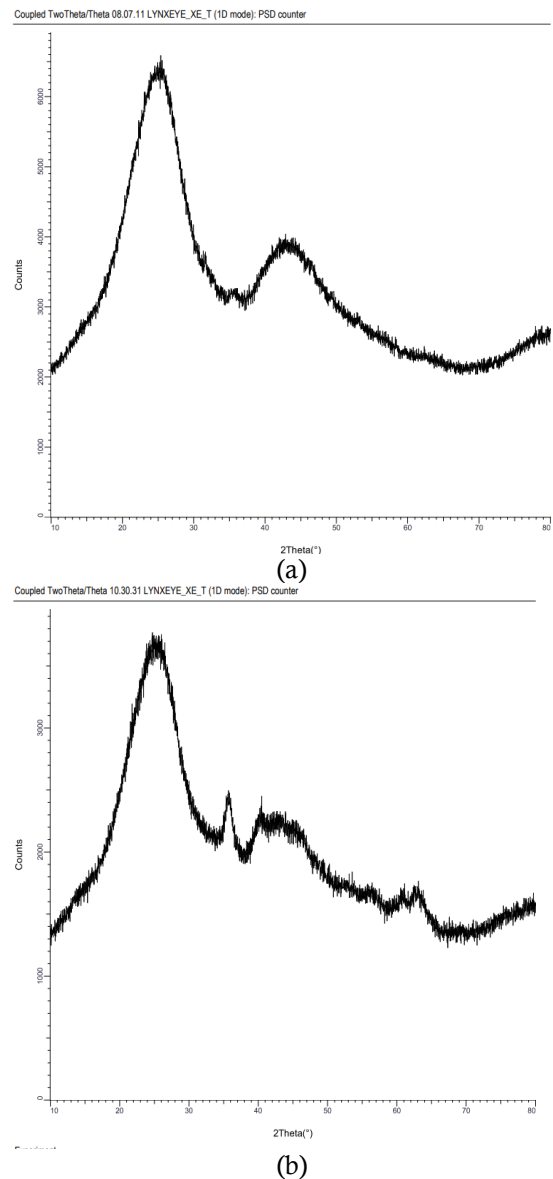 Coupled TwoTheta/Theta 08.07.11 LYNXEYE_XE_T (1D mode): PSD counter
6000
5000
4000
3000
2000
1000
0
Counts
10 20 30 40 50 60 70 80
2Theta(°)
(a)
Coupled TwoTheta/Theta 10.30.31 LYNXEYE_XE_T (1D mode): PSD counter
3000
2000
1000
0
Counts
10 20 30 40 50 60 70 80
2Theta(°)
(b)